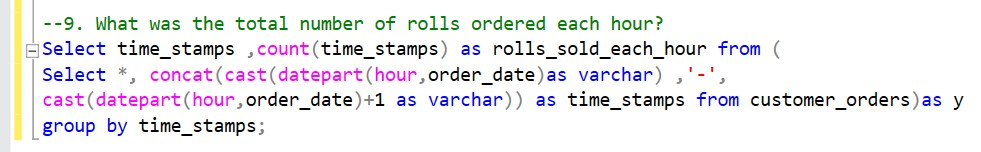 --9. What was the total number of rolls ordered each hour?
Select time_stamps ,count(time_stamps) as rolls_sold_each_hour from (
Select *, concat(cast(datepart(hour,order_date)as varchar) ,'-',
cast(datepart(hour,order_date)+1 as varchar)) as time_stamps from customer_orders)as y
group by time_stamps;